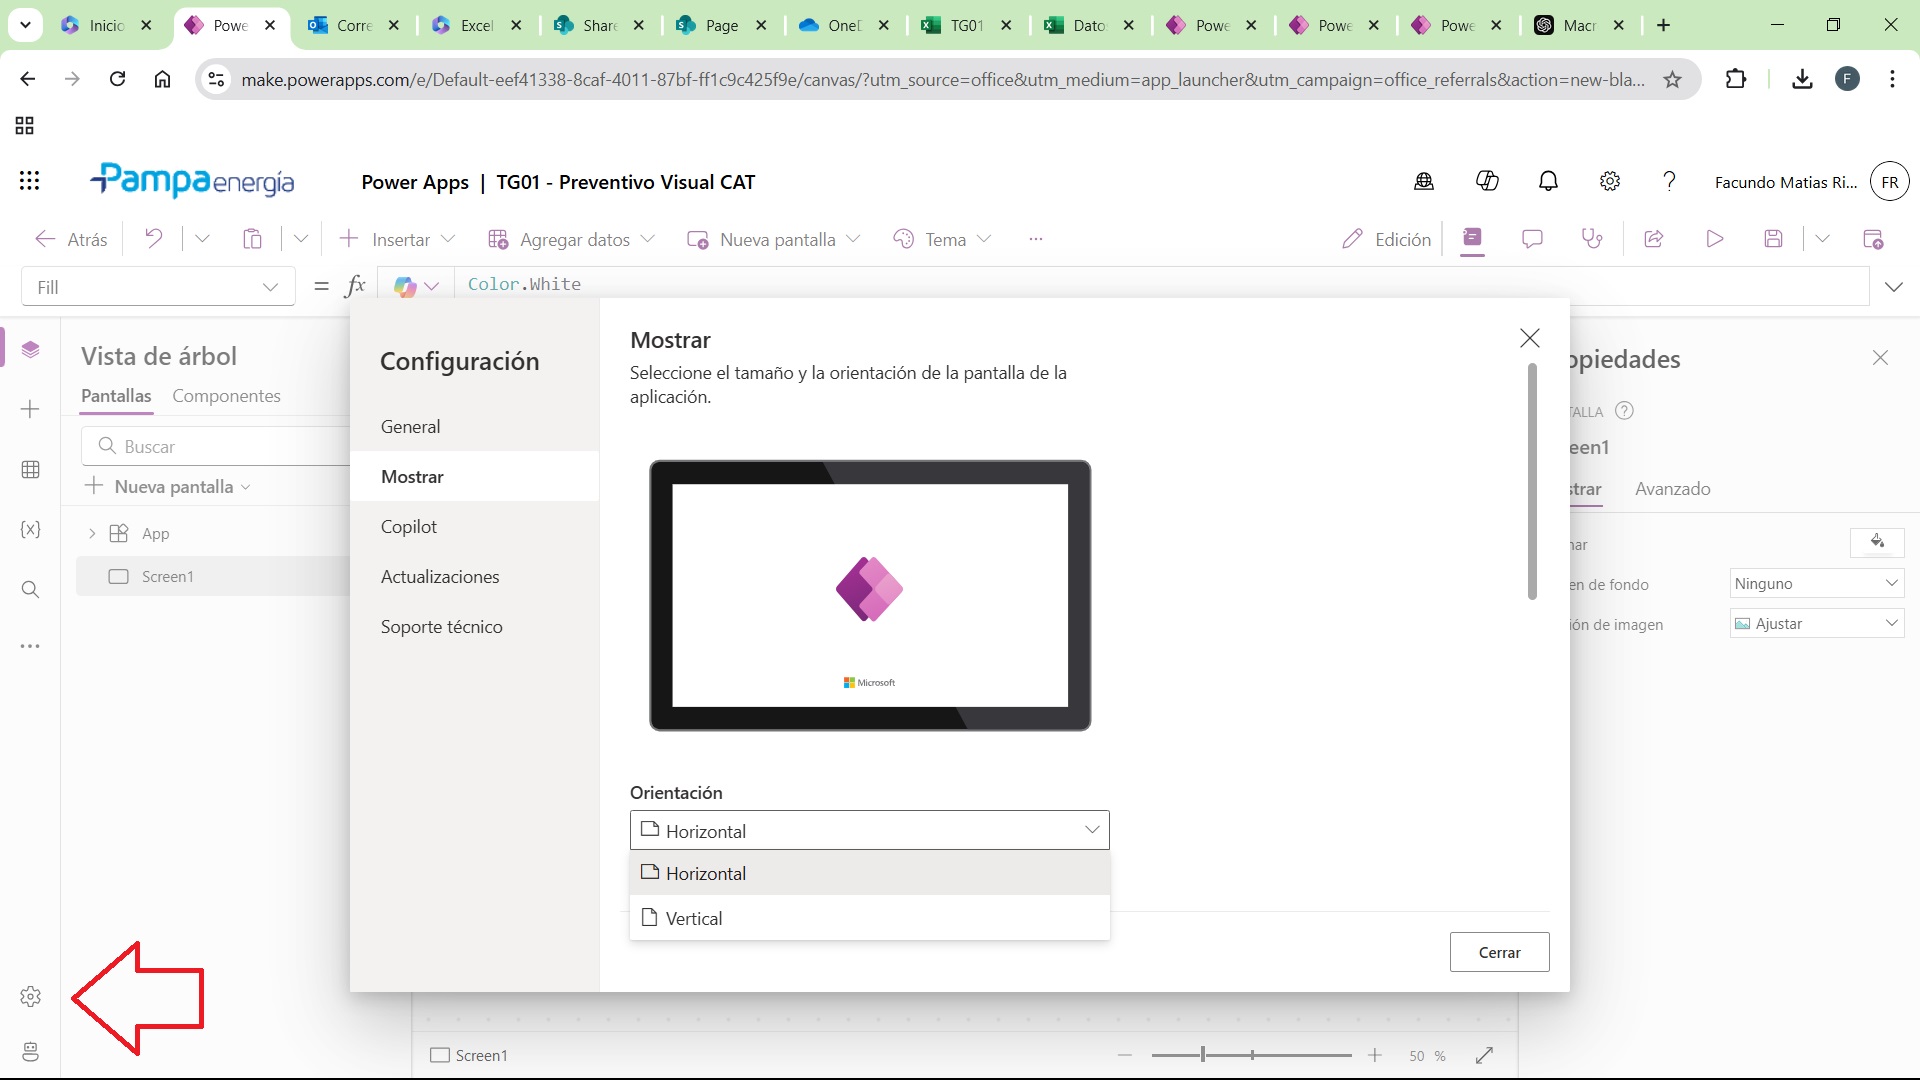 Inicio
Powe
Corre
Excel
Share
Page
OneD
TG01
Datos
Powe
Powe
Powe
Macr
make.powerapps.com/e/Default-eef41338-8caf-4011-87bf-ff1c9c425f9e/canvas/?utm_source=office&utm_medium=app_launcher&utm_campaign=office_referrals&action=new-bla...
F
Pampa energía
Power Apps | TG01 - Preventivo Visual CAT
Facundo Matias Ri...
FR
Atrás
Insertar
Agregar datos
Nueva pantalla
Tema
...
Edición
Fill
= fx
Color.White
Vista de árbol
Pantallas
Componentes
Buscar
Nueva pantalla
App
Screen1
Configuración
General
Mostrar
Copilot
Actualizaciones
Soporte técnico
Mostrar
Seleccione el tamaño y la orientación de la pantalla de la
aplicación.
Microsoft
Orientación
Horizontal
Horizontal
Vertical
Cerrar
opiedades
TALLA
een1
strar
Avanzado
nar
en de fondo
Ninguno
ión de imagen
Ajustar
Screen1
50 %